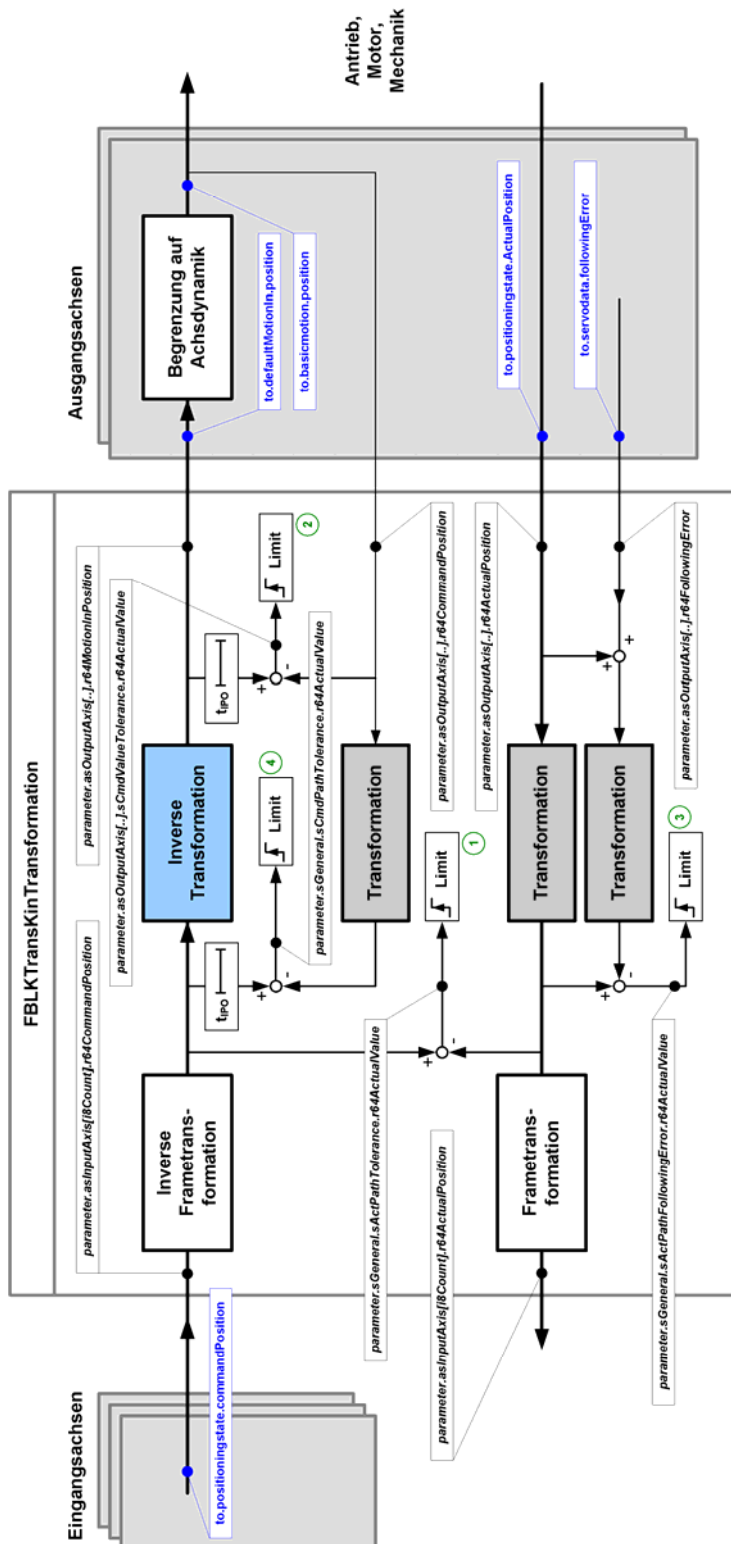 FBLKTransKinTransformation
Eingangsachsen
Ausgangsachsen
Antrieb,
Motor,
Mechanik
to.positioningstate.commandPosition
parameter.asInputAxis[i8Count].r64CommandPosition
Inverse
Frametrans-
formation
Inverse
Transformation
parameter.asOutputAxis[..].r64MotionInPosition
parameter.asOutputAxis[..].sCmdValueTolerance.r64ActualValue
Begrenzung auf
Achsdynamik
to.defaultMotionIn.position
to.basicmotion.position
tIPO
+
-
Limit
4
tIPO
+
-
Limit
2
parameter.sGeneral.sCmdPathTolerance.r64ActualValue
Transformation
parameter.asOutputAxis[..].r64CommandPosition
parameter.sGeneral.sActPathTolerance.r64ActualValue
+
-
Limit
1
parameter.asOutputAxis[..].r64ActualPosition
to.positioningstate.ActualPosition
parameter.asInputAxis[i8Count].r64ActualPosition
Frametrans-
formation
Transformation
+
+
to.servodata.followingError
parameter.asOutputAxis[..].r64FollowingError
Transformation
+
-
Limit
3
parameter.sGeneral.sActPathFollowingError.r64ActualValue